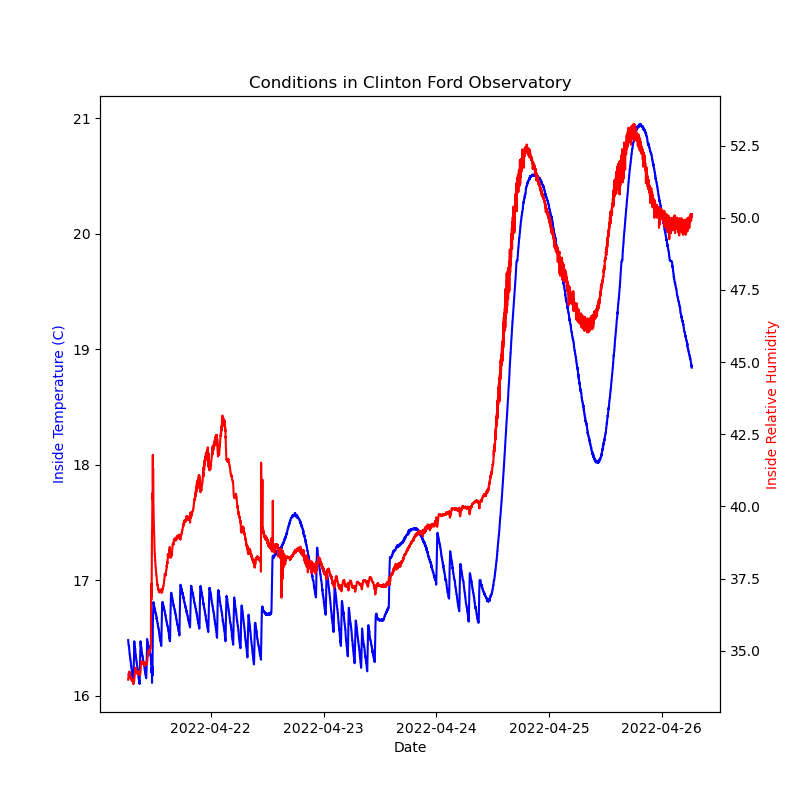 Conditions in Clinton Ford Observatory
21
20
19
18
17
16
Inside Temperature (C)
52.5
50.0
47.5
45.0
42.5
40.0
37.5
35.0
Inside Relative Humidity
2022-04-22 2022-04-23 2022-04-24 2022-04-25 2022-04-26
Date